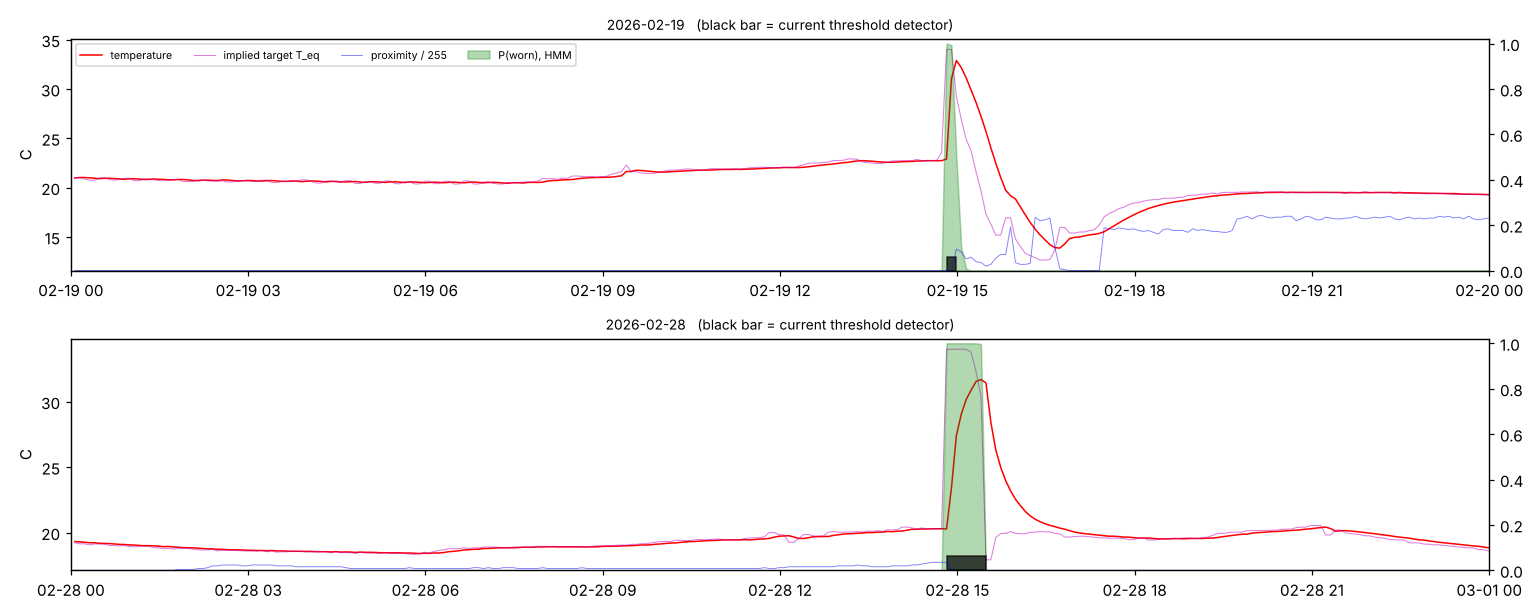 2026-02-19 (black bar = current threshold detector)
temperature implied target T_eq proximity / 255 P(worn), HMM
35
30
25
20
15
C
1.0
0.8
0.6
0.4
0.2
0.0
02-19 00 02-19 03 02-19 06 02-19 09 02-19 12 02-19 15 02-19 18 02-19 21 02-20 00
2026-02-28 (black bar = current threshold detector)
30
25
20
C
1.0
0.8
0.6
0.4
0.2
0.0
02-28 00 02-28 03 02-28 06 02-28 09 02-28 12 02-28 15 02-28 18 02-28 21 03-01 00